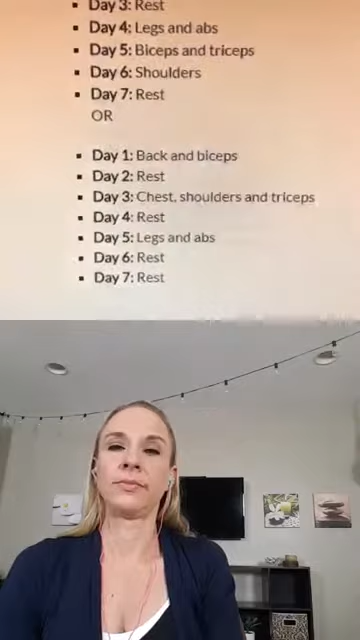 Day 3: Rest
Day 4: Legs and abs
Day 5: Biceps and triceps
Day 6: Shoulders
Day 7: Rest
OR
Day 1: Back and biceps
Day 2: Rest
Day 3: Chest, shoulders and triceps
Day 4: Rest
Day 5: Legs and abs
Day 6: Rest
Day 7: Rest